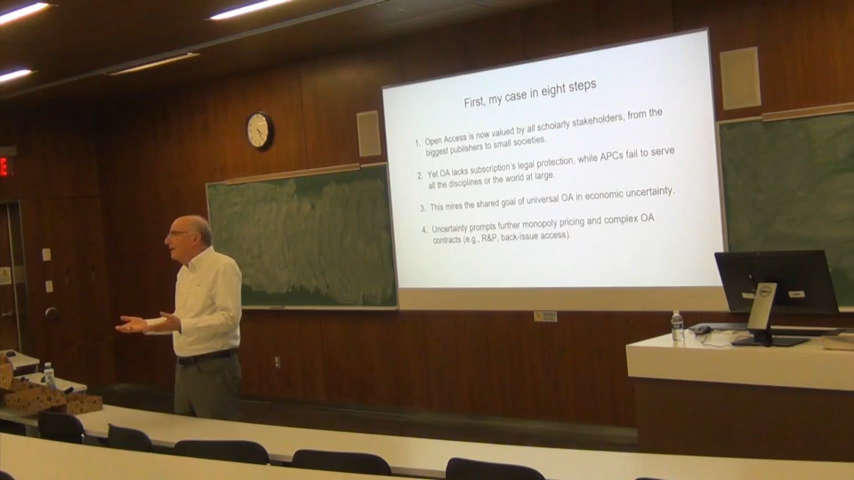 First, my case in eight steps
1. Open Access is now valued by all scholarly stakeholders, from the
biggest publishers to small societies.
2. Yet OA lacks subscription's legal protection, while APCs fail to serve
all the disciplines or the world at large.
3. This mires the shared goal of universal OA in economic uncertainty.
4. Uncertainty prompts further monopoly pricing and complex OA
contracts (e.g., R&P, back-issue access).
DELL